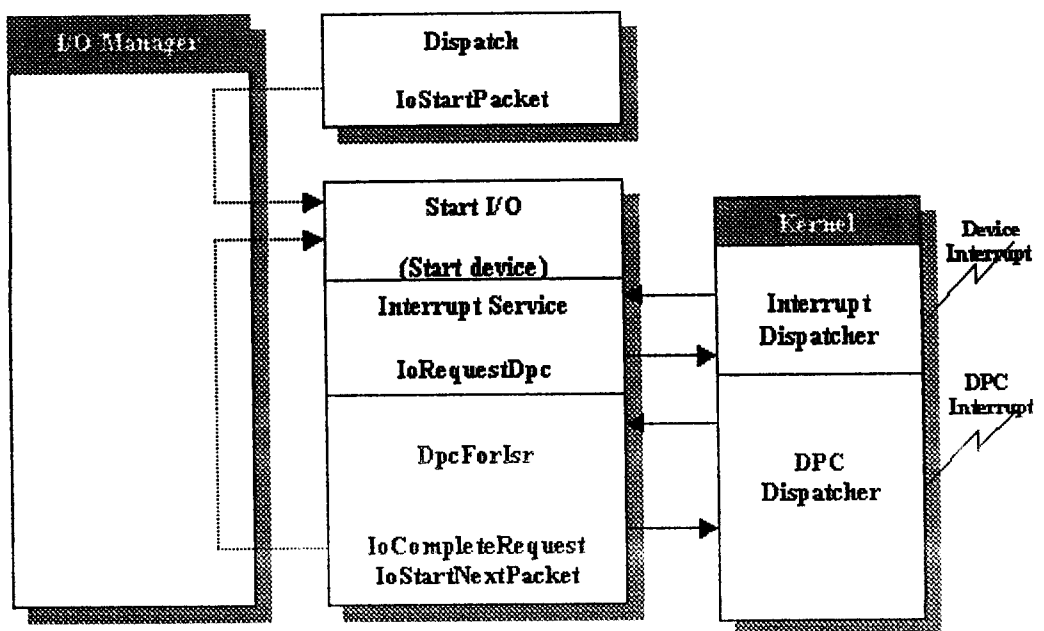 I/O Manager
Dispatch
IoStartPacket
Start I/O
(Start device)
Interrupt Service
IoRequestDpc
DpcForIsr
IoCompleteRequest
IoStartNextPacket
Kernel
Interrupt
Dispatcher
DPC
Dispatcher
Device
Interrupt
DPC
Interrupt